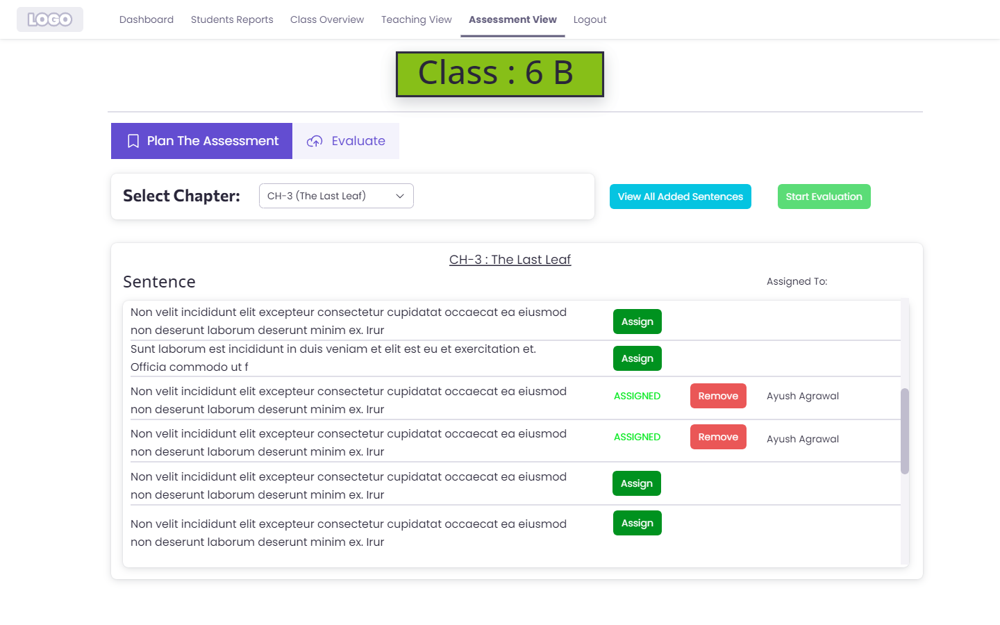 LOGO Dashboard Students Reports Class Overview Teaching View Assessment View Logout
Class : 6 B
Plan The Assessment Evaluate
Select Chapter: CH-3 (The Last Leaf) View All Added Sentences Start Evaluation
CH-3 : The Last Leaf
Sentence Assigned To:
Non velit incididunt elit excepteur consectetur cupidatat occaecat ea eiusmod
non deserunt laborum deserunt minim ex. Irur
Assign
Sunt laborum est incididunt in duis veniam et elit est eu et exercitation et.
Officia commodo ut f
Assign
Non velit incididunt elit excepteur consectetur cupidatat occaecat ea eiusmod
non deserunt laborum deserunt minim ex. Irur
ASSIGNED Remove Ayush Agrawal
Non velit incididunt elit excepteur consectetur cupidatat occaecat ea eiusmod
non deserunt laborum deserunt minim ex. Irur
ASSIGNED Remove Ayush Agrawal
Non velit incididunt elit excepteur consectetur cupidatat occaecat ea eiusmod
non deserunt laborum deserunt minim ex. Irur
Assign
Non velit incididunt elit excepteur consectetur cupidatat occaecat ea eiusmod
non deserunt laborum deserunt minim ex. Irur
Assign